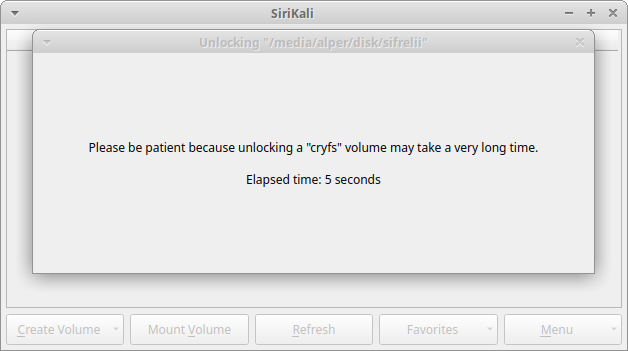 SiriKali
Unlocking "/media/alper/disk/sifrelii"
Please be patient because unlocking a "cryfs" volume may take a very long time.
Elapsed time: 5 seconds
Create Volume
Mount Volume
Refresh
Favorites
Menu